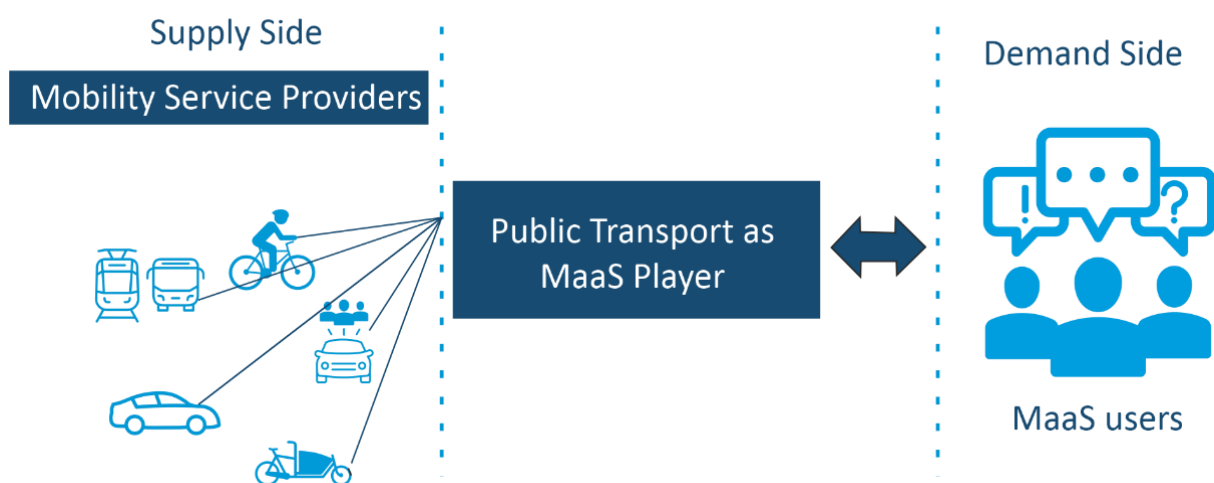 Supply Side
Mobility Service Providers
Public Transport as
MaaS Player
Demand Side
! ?
MaaS users